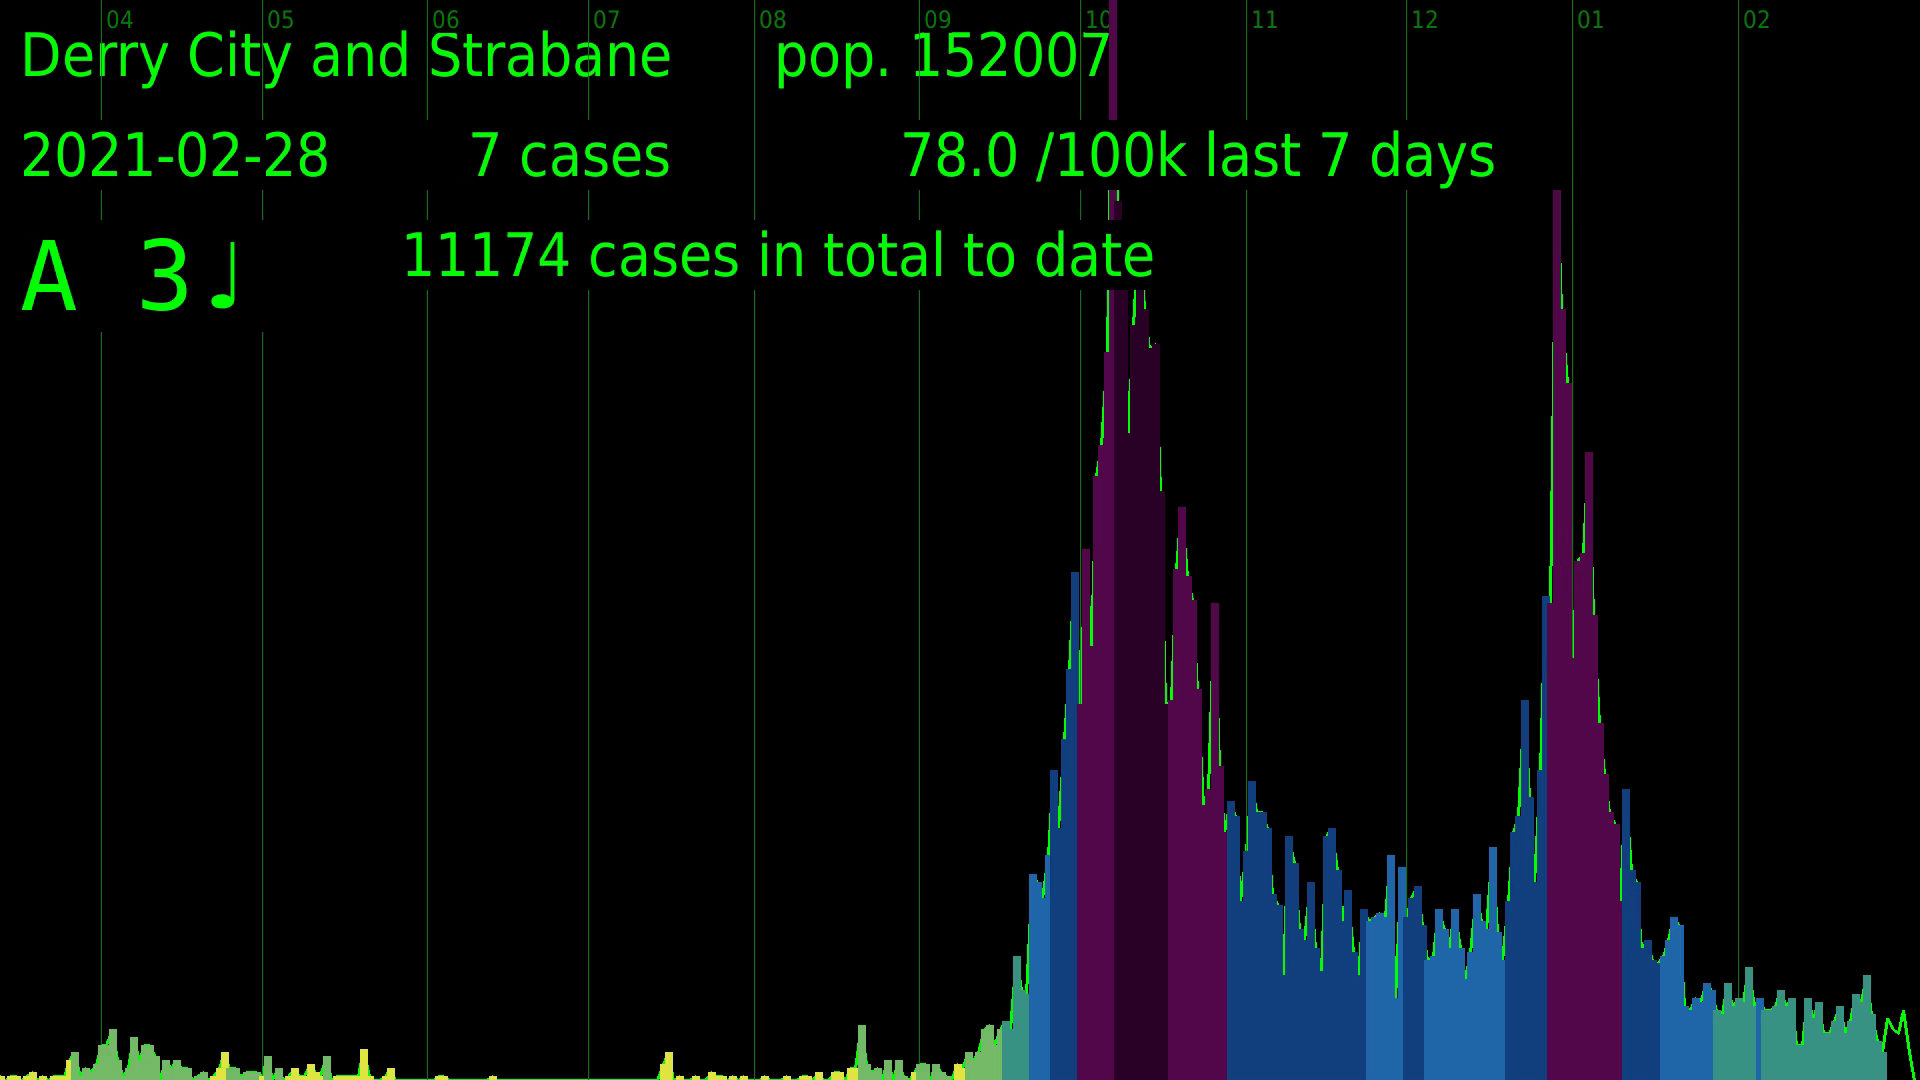 04 05 06 07 08 09 10 11 12 01 02
Derry City and Strabane pop. 152007
2021-02-28 7 cases 78.0 /100k last 7 days
A 3♩ 11174 cases in total to date